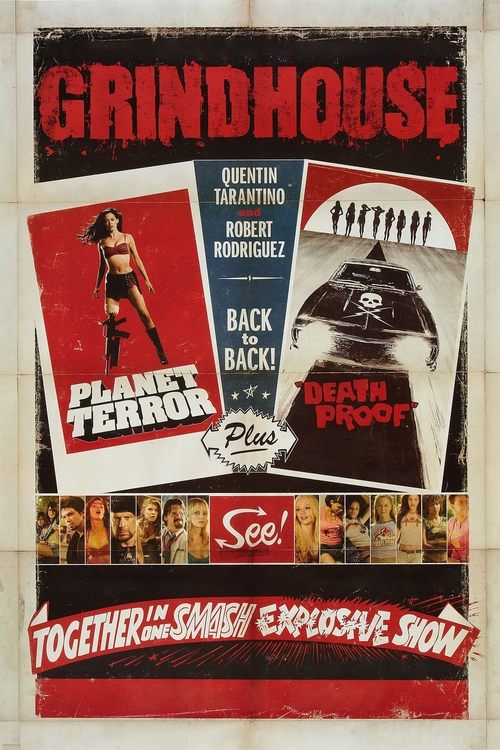 GRINDHOUSE
QUENTIN
TARANTINO
and
ROBERT
RODRIGUEZ
BACK
to
BACK!
PLANET
TERROR
"DEATH
PROOF"
Plus
See!
TOGETHER IN ONE SMASH EXPLOSIVE SHOW